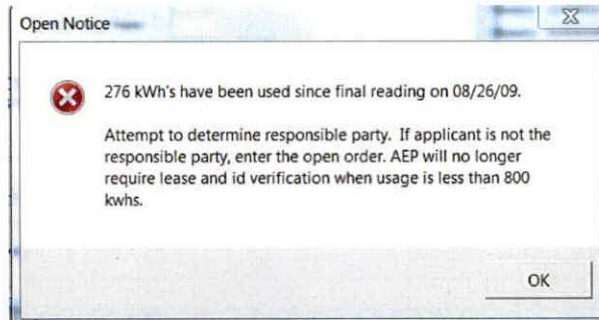 Open Notice
276 kWh's have been used since final reading on 08/26/09.
Attempt to determine responsible party. If applicant is not the
responsible party, enter the open order. AEP will no longer
require lease and id verification when usage is less than 800
kwhs.
OK